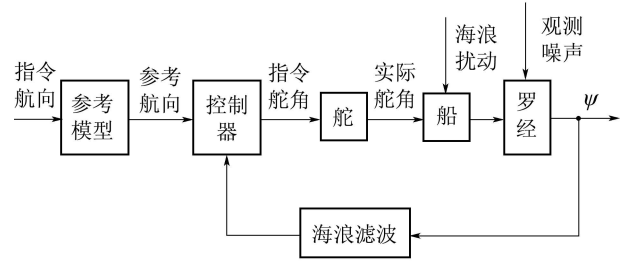 指令
航向
参考
模型
参考
航向
控制
器
指令
舵角
舵
实际
舵角
海浪
扰动
船
观测
噪声
罗
经
ψ
海浪滤波